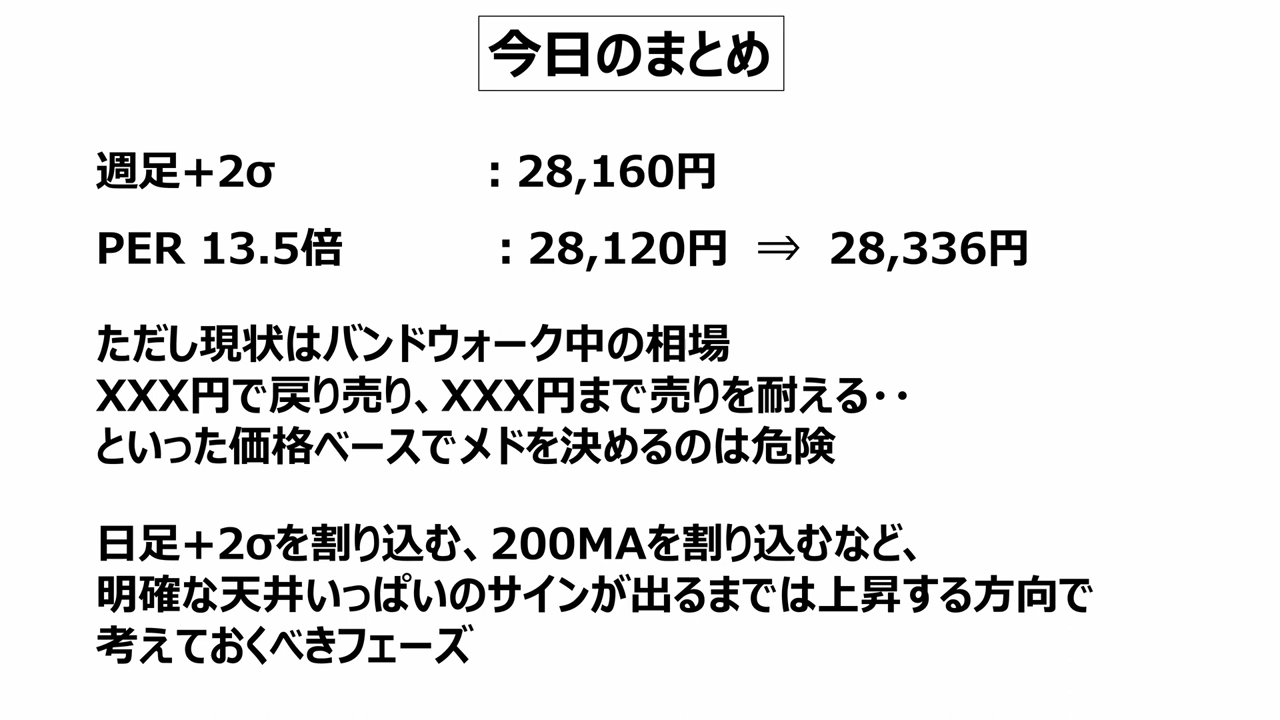 今日のまとめ
週足+2σ : 28,160円
PER 13.5倍 : 28,120円 ⇒ 28,336円
ただし現状はバンドウォーク中の相場
XXX円で戻り売り、XXX円まで売りを耐える・・
といった価格ベースでメドを決めるのは危険
日足+2σを割り込む、200MAを割り込むなど、
明確な天井いっぱいのサインが出るまでは上昇する方向で
考えておくべきフェーズ